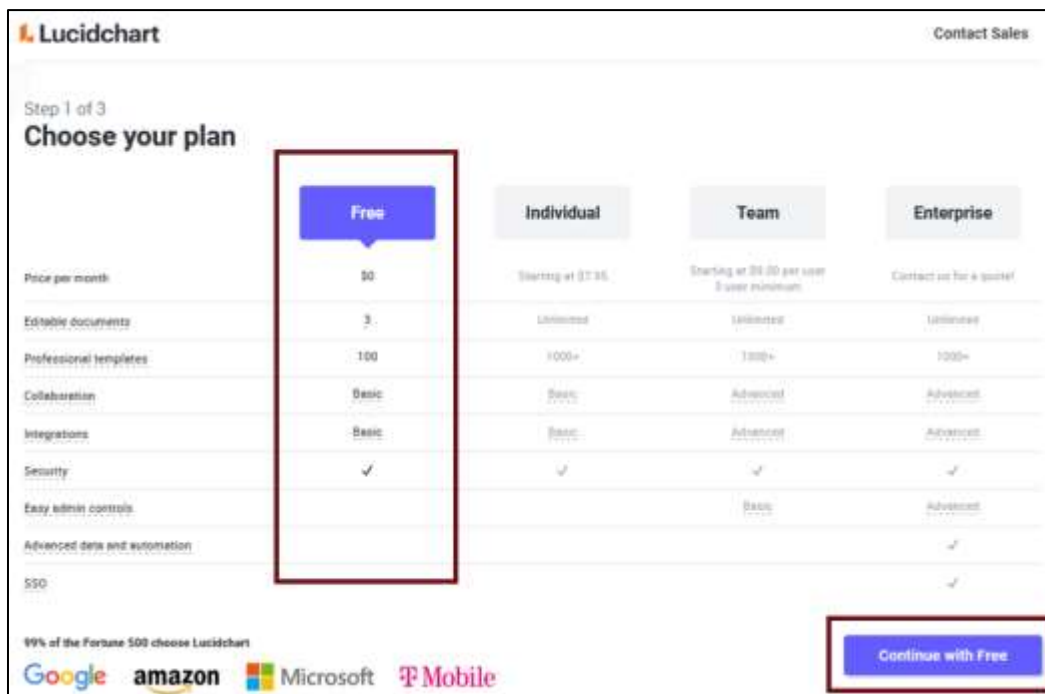 Lucidchart
Contact Sales
Step 1 of 3
Choose your plan
Free Individual Team Enterprise
Price per month $0 Starting at $7.95 Starting at $9.00 per user Contact us for a quote!
3 user minimum
Editable documents 3 Unlimited Unlimited Unlimited
Professional templates 100 1000+ 1000+ 1000+
Collaboration Basic Basic Advanced Advanced
Integrations Basic Basic Advanced Advanced
Security ✓ ✓ ✓ ✓
Easy admin controls Basic Advanced
Advanced data and automation ✓
SSO ✓
99% of the Fortune 500 choose Lucidchart
Continue with Free
Google amazon Microsoft T Mobile